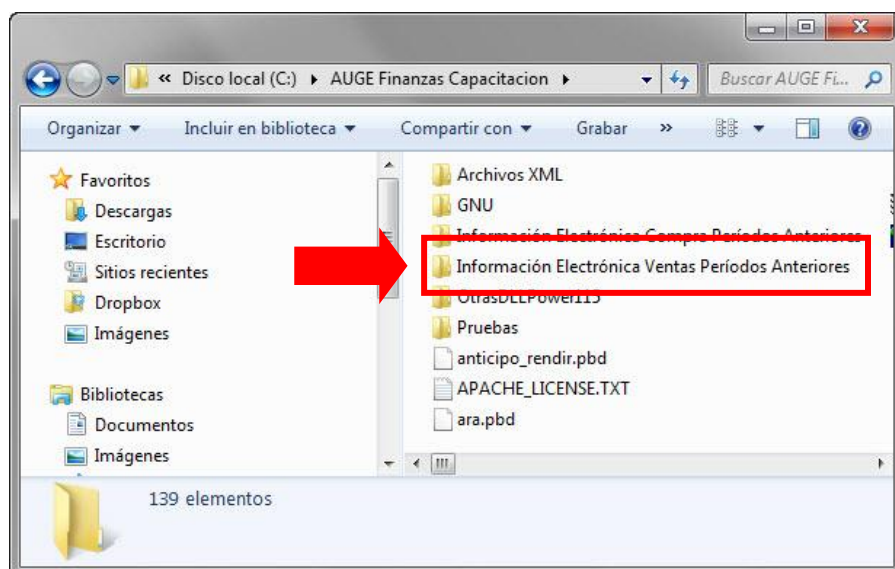 « Disco local (C:) ▸ AUGE Finanzas Capacitacion ▸
Buscar AUGE Fi...
Organizar
Incluir en biblioteca
Compartir con
Grabar
»
Favoritos
Descargas
Escritorio
Sitios recientes
Dropbox
Imágenes
Bibliotecas
Documentos
Imágenes
Archivos XML
GNU
Información Electrónica Compra Períodos Anteriores
Información Electrónica Ventas Períodos Anteriores
OtrasDLLPower115
Pruebas
anticipo_rendir.pbd
APACHE_LICENSE.TXT
ara.pbd
139 elementos